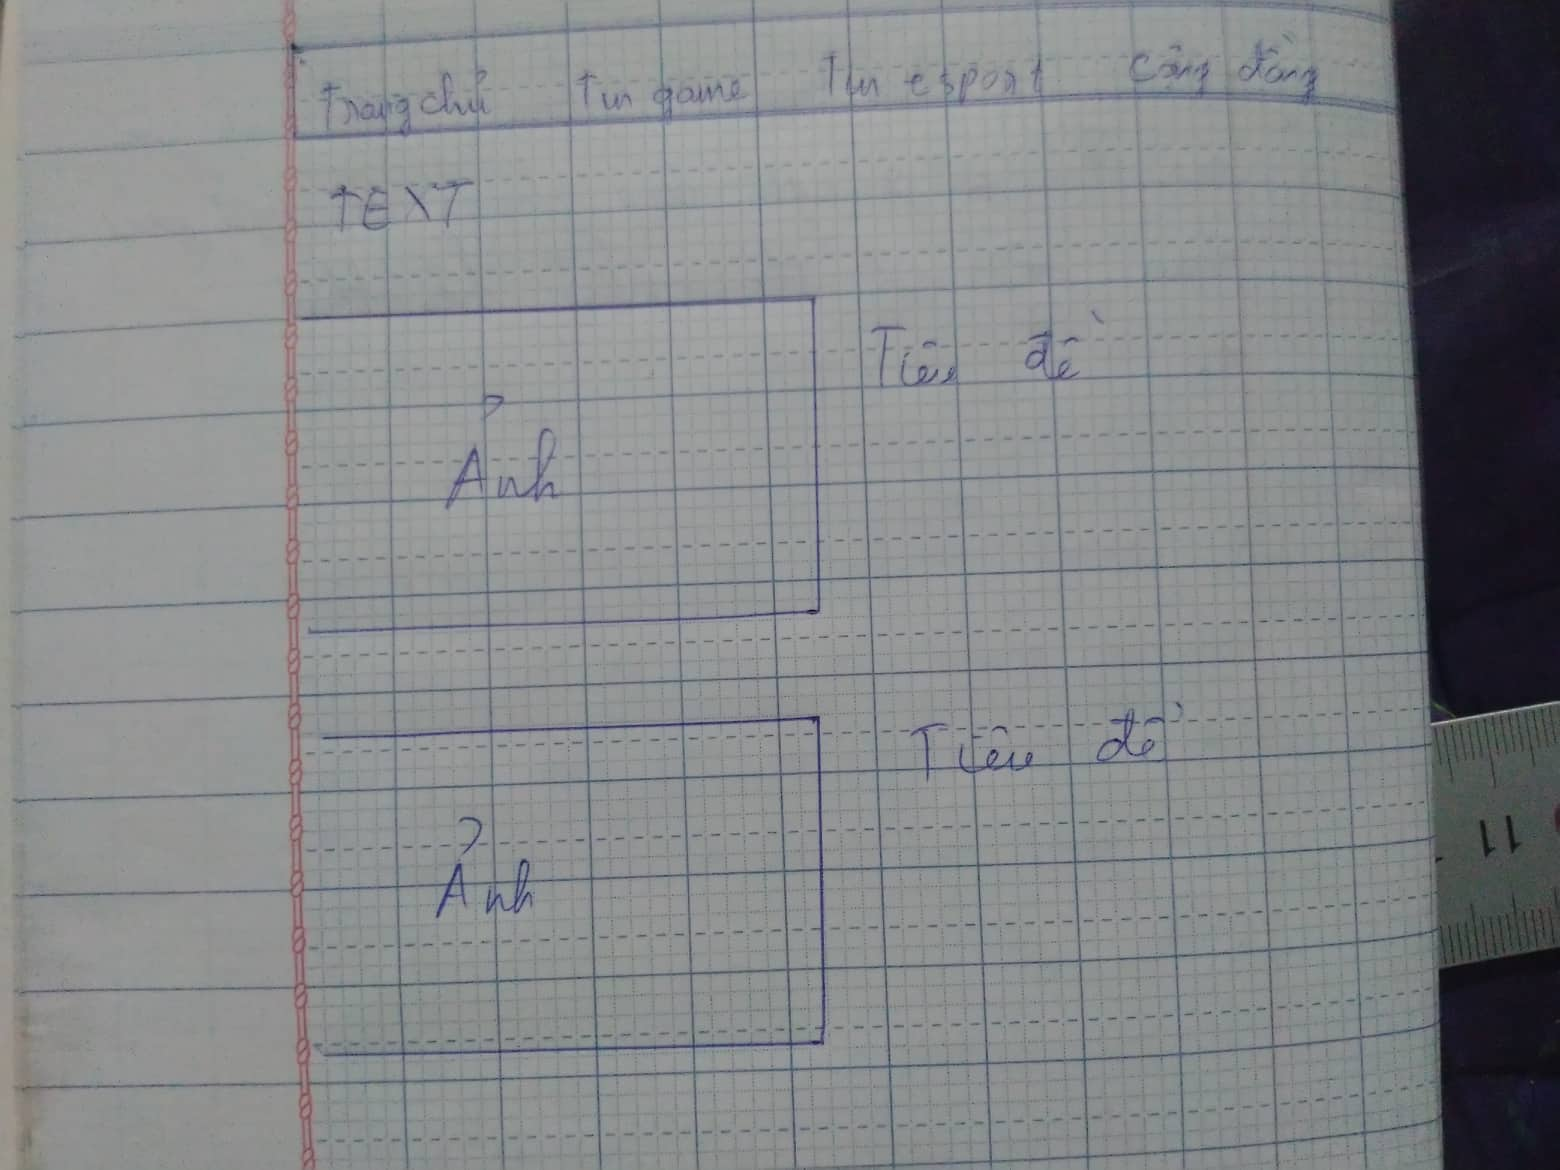 Trang chủ Tin game Tin esport Cộng đồng
TEXT
Tiêu đề
Ảnh
Tiêu đề
Ảnh
11